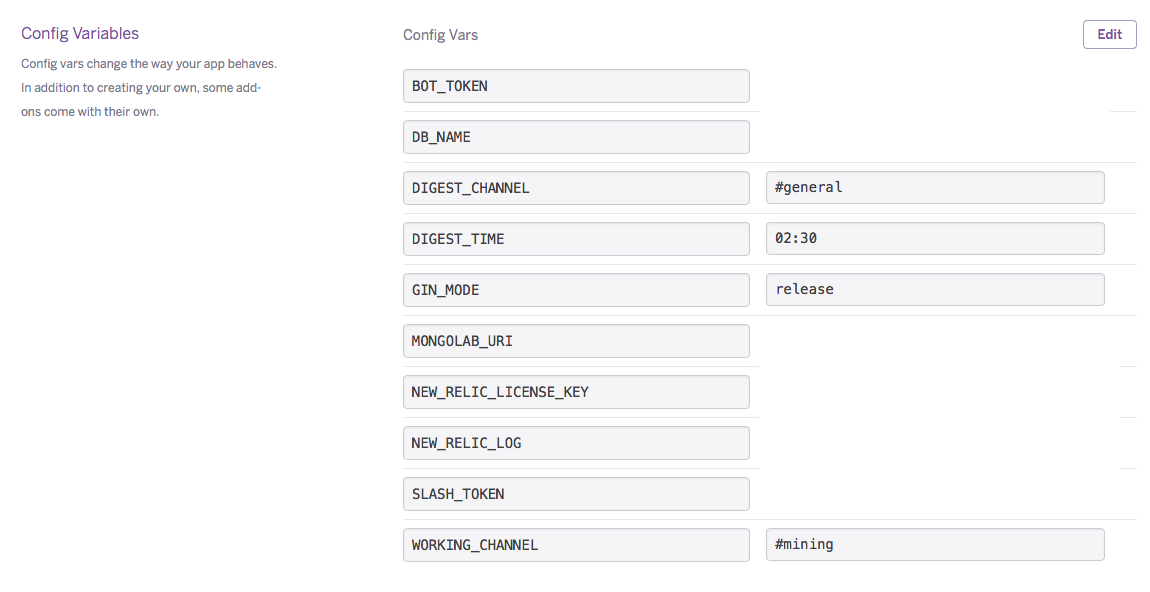 Config Variables
Config vars change the way your app behaves.
In addition to creating your own, some add-
ons come with their own.
Config Vars
Edit
BOT_TOKEN
DB_NAME
DIGEST_CHANNEL #general
DIGEST_TIME 02:30
GIN_MODE release
MONGOLAB_URI
NEW_RELIC_LICENSE_KEY
NEW_RELIC_LOG
SLASH_TOKEN
WORKING_CHANNEL #mining